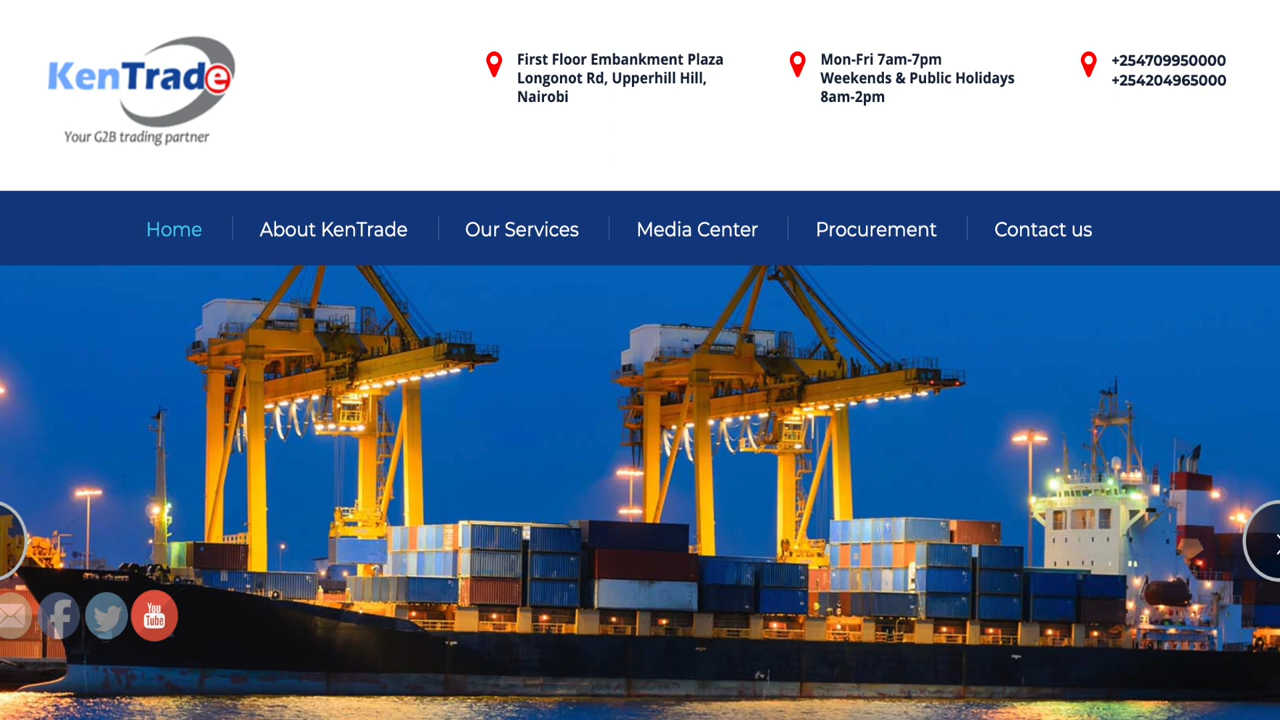 KenTrade
Your G2B trading partner
First Floor Embankment Plaza
Longonot Rd, Upperhill Hill,
Nairobi
Mon-Fri 7am-7pm
Weekends & Public Holidays
8am-2pm
+254709950000
+254204965000
Home
About KenTrade
Our Services
Media Center
Procurement
Contact us
You
Tube